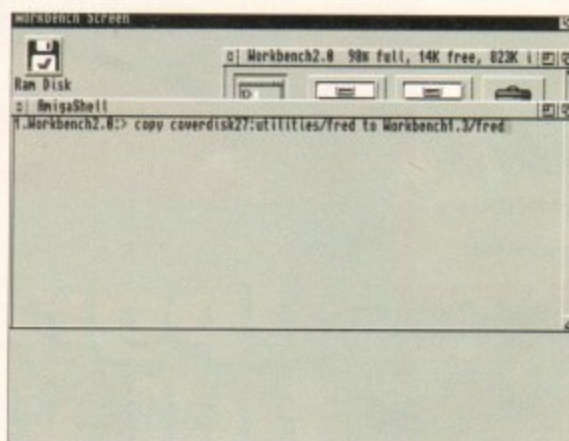 Workbench Screen
Ram Disk
Workbench2.0 98% full, 14K free, 823K i
AmigaShell
1.Workbench2.0:> copy coverdisk27:utilities/fred to Workbench1.3/fred